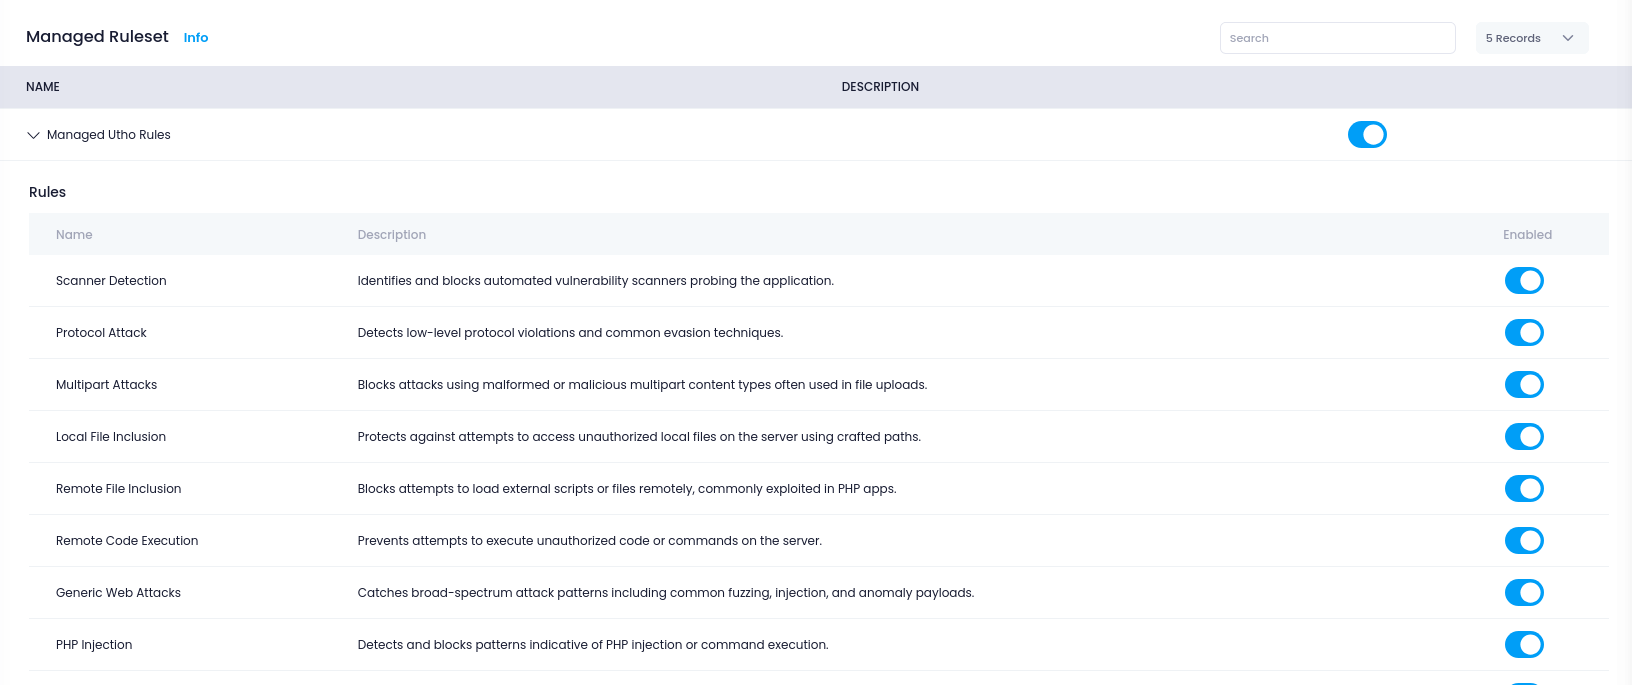 Managed Ruleset Info
Search
5 Records
NAME DESCRIPTION
Managed Utho Rules
Rules
Name Description Enabled
Scanner Detection Identifies and blocks automated vulnerability scanners probing the application.
Protocol Attack Detects low-level protocol violations and common evasion techniques.
Multipart Attacks Blocks attacks using malformed or malicious multipart content types often used in file uploads.
Local File Inclusion Protects against attempts to access unauthorized local files on the server using crafted paths.
Remote File Inclusion Blocks attempts to load external scripts or files remotely, commonly exploited in PHP apps.
Remote Code Execution Prevents attempts to execute unauthorized code or commands on the server.
Generic Web Attacks Catches broad-spectrum attack patterns including common fuzzing, injection, and anomaly payloads.
PHP Injection Detects and blocks patterns indicative of PHP injection or command execution.